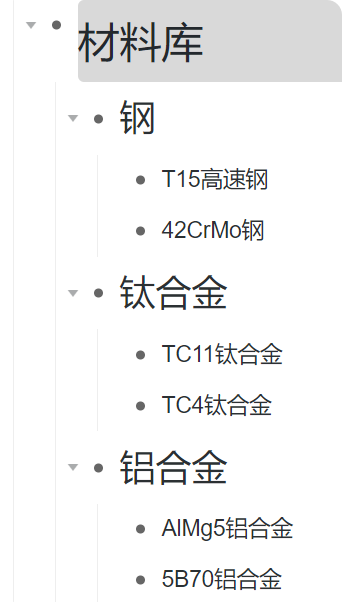 材料库
钢
T15高速钢
42CrMo钢
钛合金
TC11钛合金
TC4钛合金
铝合金
AlMg5铝合金
5B70铝合金